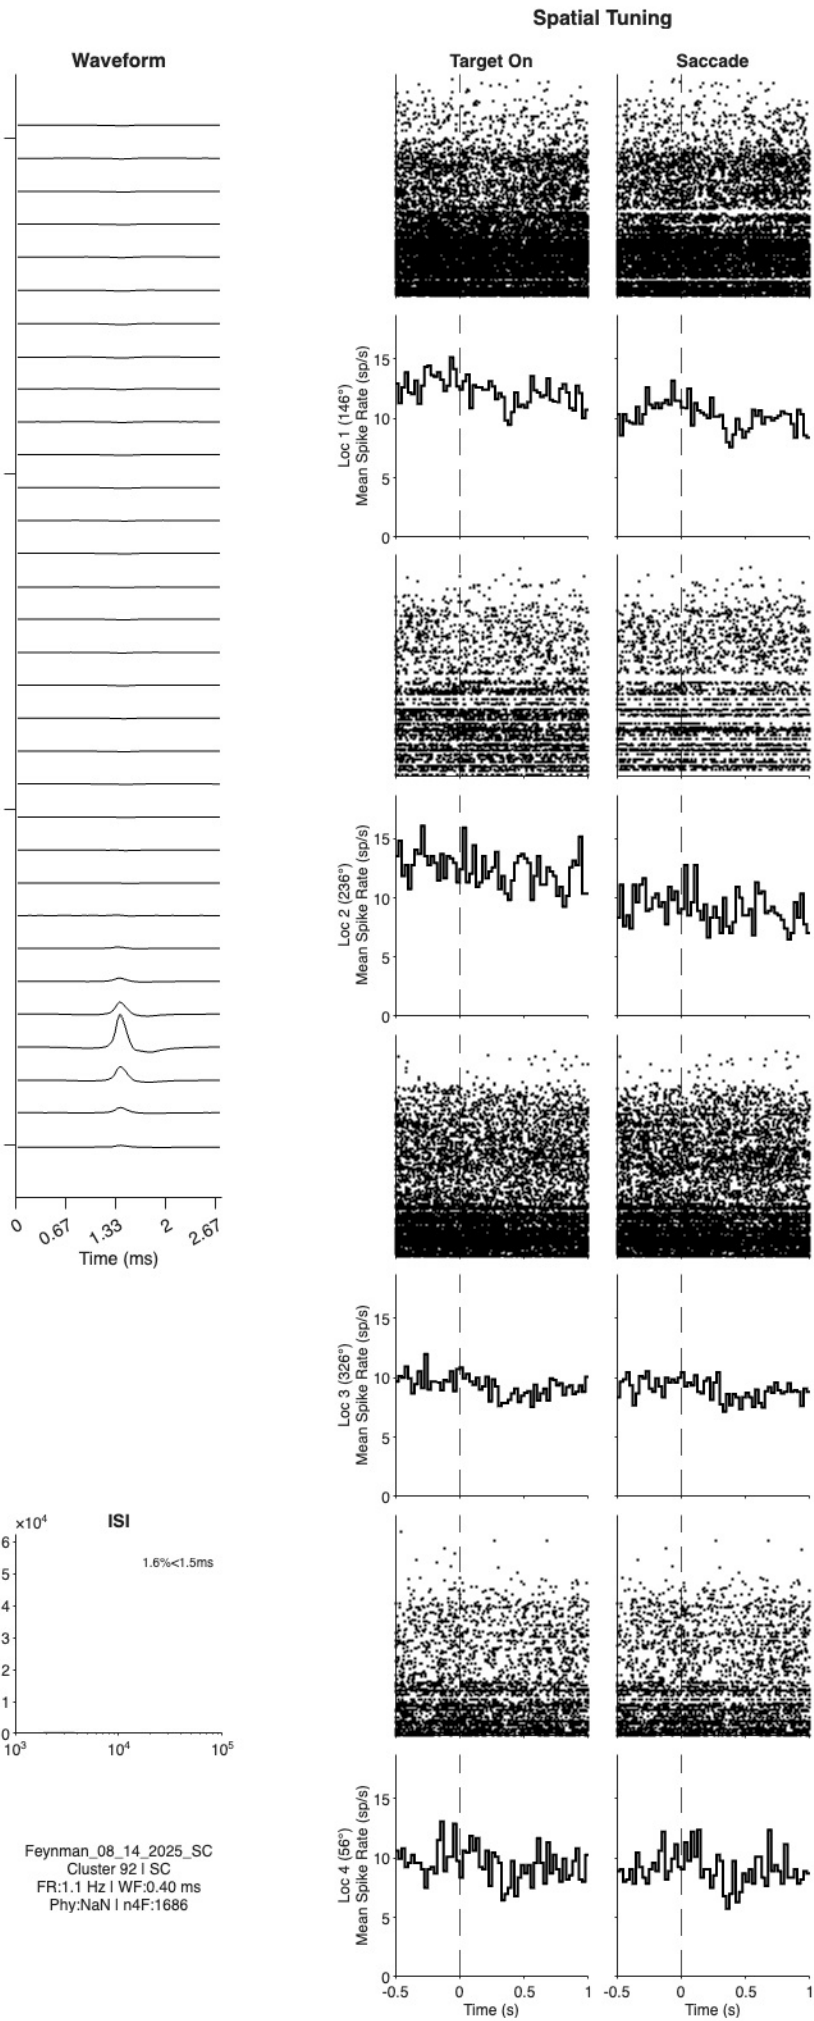 Spatial Tuning
Waveform
Target On
Saccade
0
0.67
1.33
2
2.67
Time (ms)
Loc 1 (146°)
Mean Spike Rate (sp/s)
15
10
5
0
Loc 2 (236°)
Mean Spike Rate (sp/s)
15
10
5
0
Loc 3 (326°)
Mean Spike Rate (sp/s)
15
10
5
0
ISI
×10⁴
1.6%<1.5ms
6
5
4
3
2
1
0
10³ 10⁴ 10⁵
Feynman_08_14_2025_SC
Cluster 92 | SC
FR:1.1 Hz | WF:0.40 ms
Phy:NaN | n4F:1686
Loc 4 (56°)
Mean Spike Rate (sp/s)
15
10
5
0
-0.5 0 0.5 1
Time (s)
-0.5 0 0.5 1
Time (s)